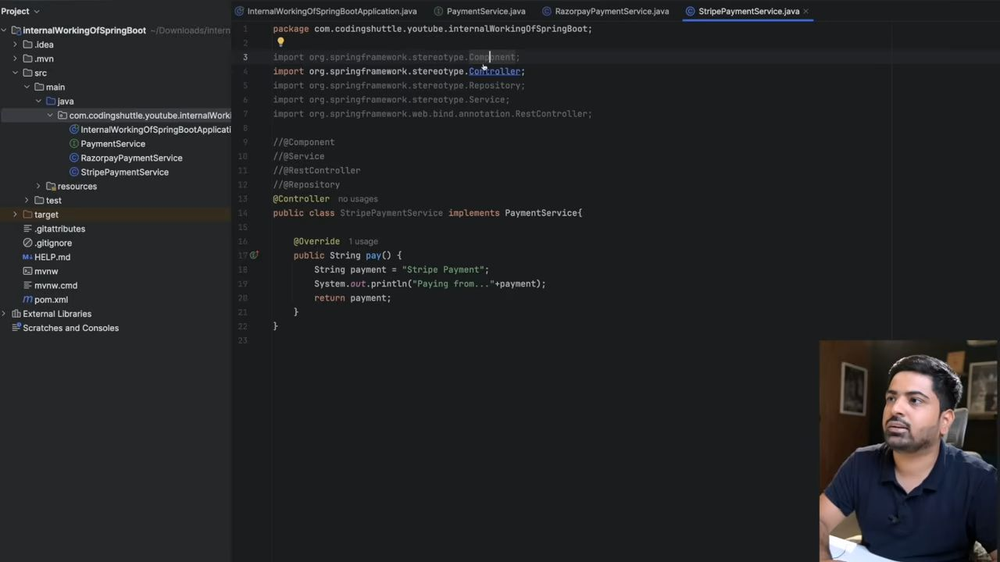 Project
InternalWorkingOfSpringBootApplication.java
PaymentService.java
RazorpayPaymentService.java
StripePaymentService.java
internalWorkingOfSpringBoot ~/Downloads/intern
.idea
.mvn
src
main
java
com.codingshuttle.youtube.internalWorki
InternalWorkingOfSpringBootApplicati
PaymentService
RazorpayPaymentService
StripePaymentService
resources
test
target
.gitattributes
.gitignore
HELP.md
mvnw
mvnw.cmd
pom.xml
External Libraries
Scratches and Consoles
1 package com.codingshuttle.youtube.internalWorkingOfSpringBoot;
2
3 import org.springframework.stereotype.Component;
4 import org.springframework.stereotype.Controller;
5 import org.springframework.stereotype.Repository;
6 import org.springframework.stereotype.Service;
7 import org.springframework.web.bind.annotation.RestController;
8
9 //@Component
10 //@Service
11 //@RestController
12 //@Repository
13 @Controller no usages
14 public class StripePaymentService implements PaymentService{
15
16 @Override 1 usage
17 public String pay() {
18 String payment = "Stripe Payment";
19 System.out.println("Paying from..."+payment);
20 return payment;
21 }
22 }
23